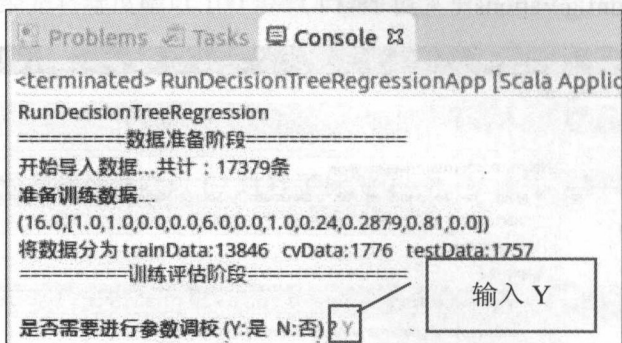 Problems Tasks Console
<terminated> RunDecisionTreeRegressionApp [Scala Applic
RunDecisionTreeRegression
==========数据准备阶段===============
开始导入数据...共计：17379条
准备训练数据...
(16.0,[1.0,1.0,0.0,0.0,6.0,0.0,1.0,0.24,0.2879,0.81,0.0])
将数据分为 trainData:13846 cvData:1776 testData:1757
==========训练评估阶段===============
输入 Y
是否需要进行参数调校 (Y:是 N:否) ? Y